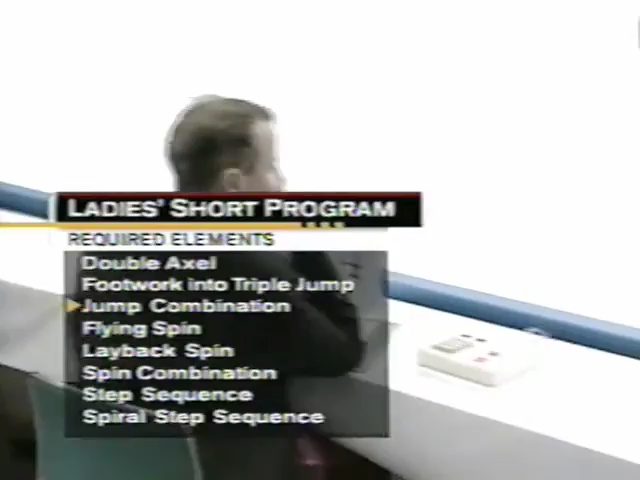 LADIES' SHORT PROGRAM
REQUIRED ELEMENTS
Double Axel
Footwork into Triple Jump
Jump Combination
Flying Spin
Layback Spin
Spin Combination
Step Sequence
Spiral Step Sequence